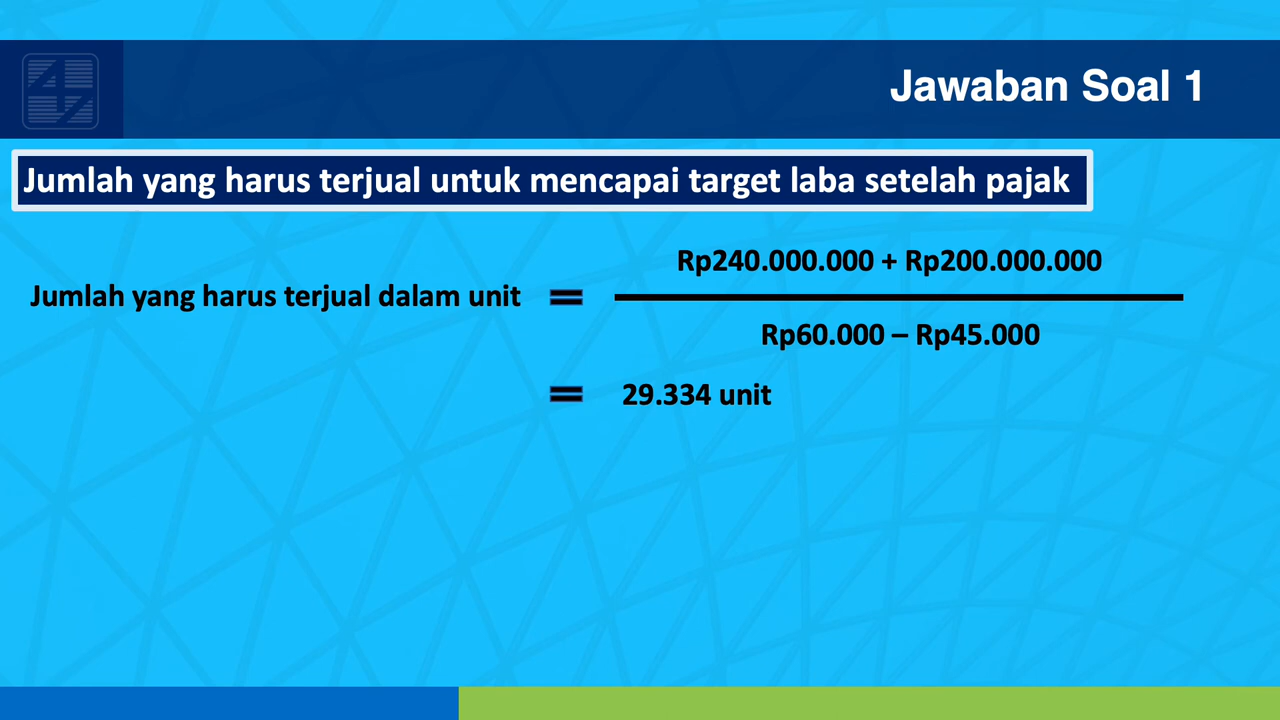 Jawaban Soal 1
Jumlah yang harus terjual untuk mencapai target laba setelah pajak
Rp240.000.000 + Rp200.000.000
Jumlah yang harus terjual dalam unit =
Rp60.000 – Rp45.000
= 29.334 unit